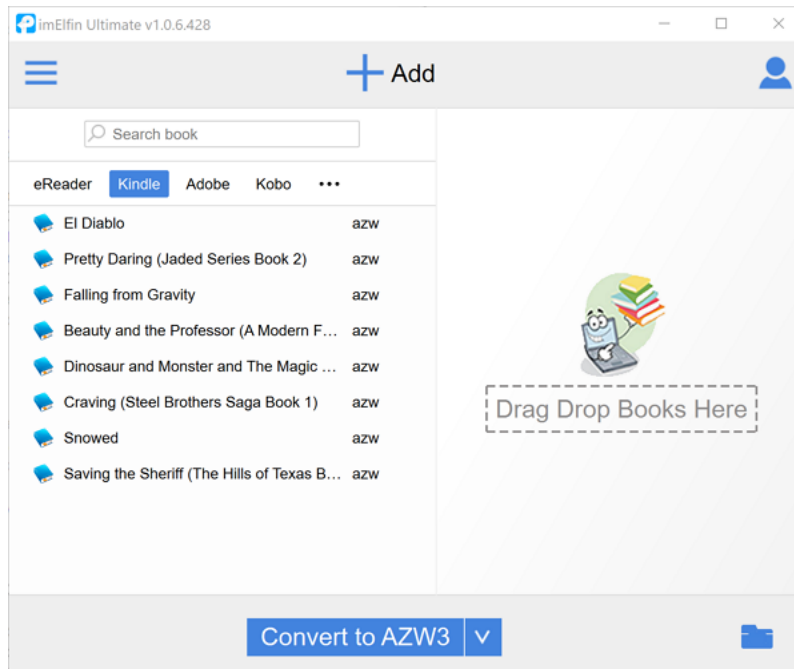 imElfin Ultimate v1.0.6.428
Add
Search book
eReader Kindle Adobe Kobo •••
El Diablo azw
Pretty Daring (Jaded Series Book 2) azw
Falling from Gravity azw
Beauty and the Professor (A Modern F... azw
Dinosaur and Monster and The Magic ... azw
Craving (Steel Brothers Saga Book 1) azw
Snowed azw
Saving the Sheriff (The Hills of Texas B... azw
Drag Drop Books Here
Convert to AZW3